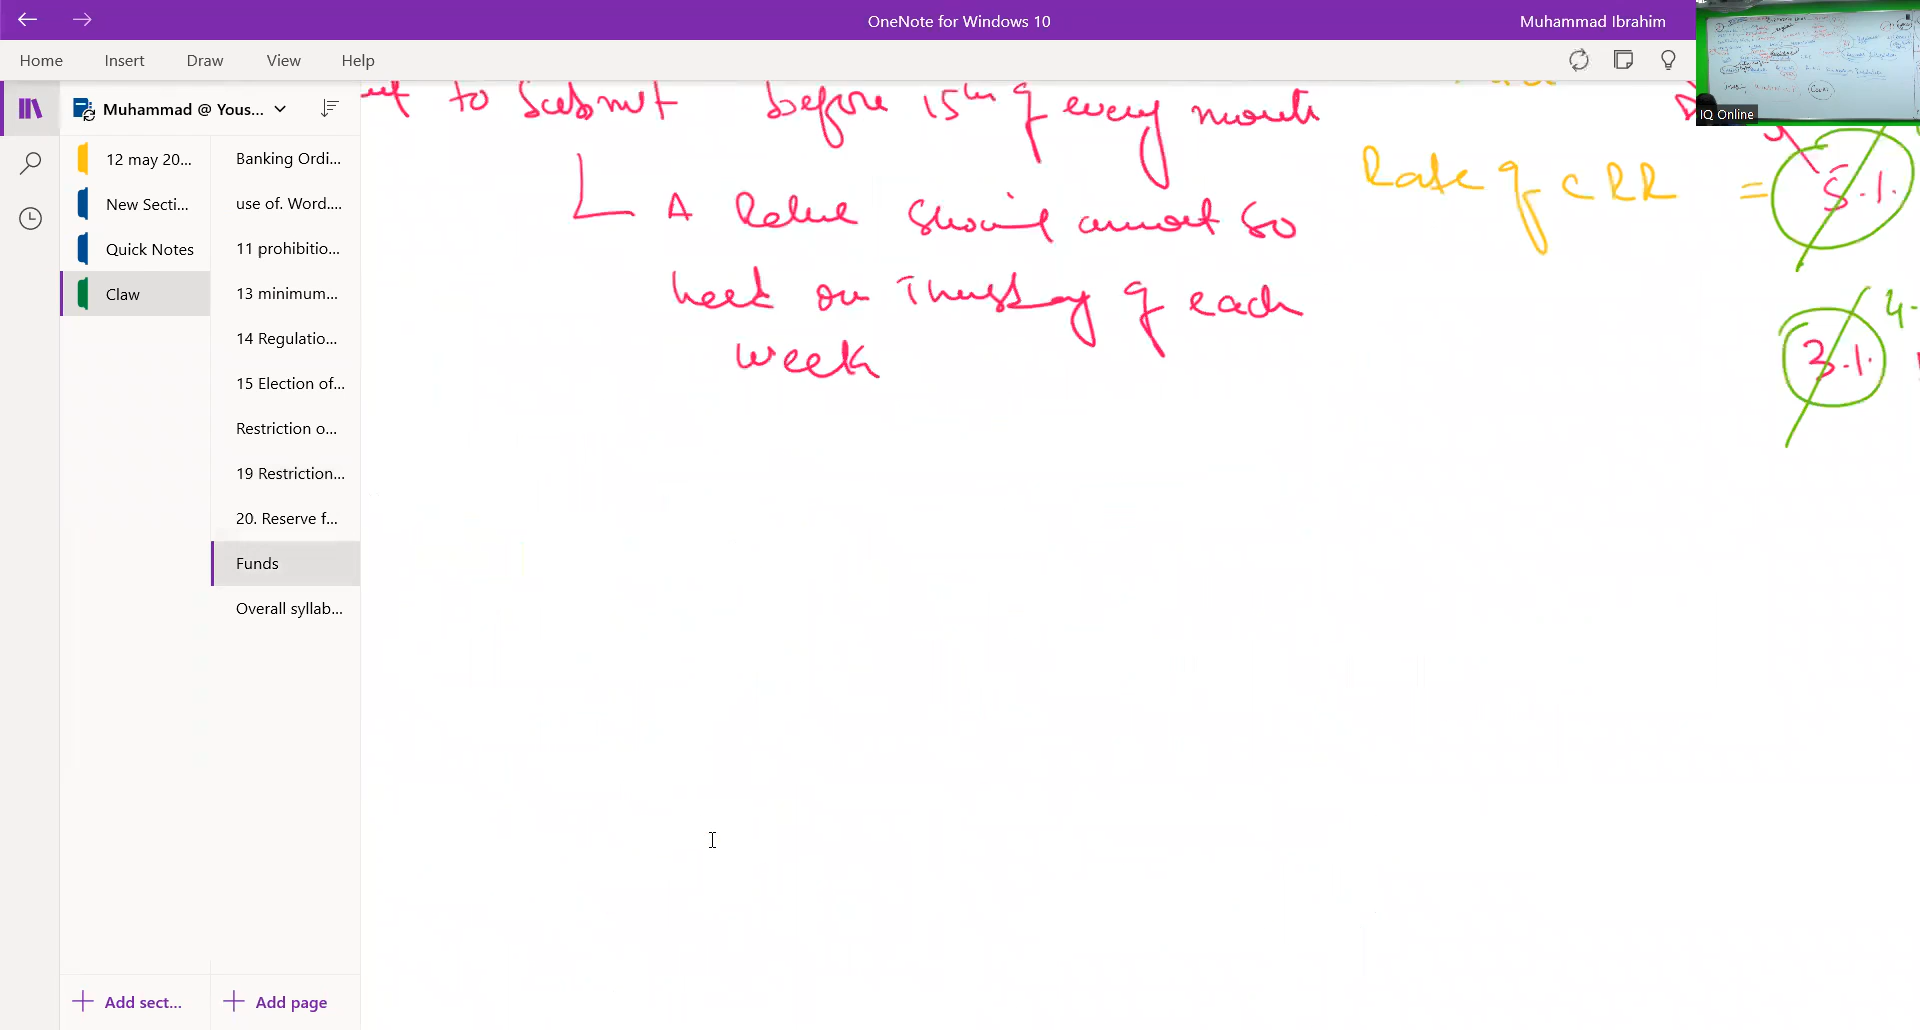 OneNote for Windows 10
Muhammad Ibrahim
Home Insert Draw View Help
IQ Online
Muhammad @ Yous...
12 may 20...
New Secti...
Quick Notes
Claw
Banking Ordi...
use of. Word....
11 prohibitio...
13 minimum...
14 Regulatio...
15 Election of...
Restriction o...
19 Restriction...
20. Reserve f...
Funds
Overall syllab...
Add sect...
Add page
to Submit before 15th of every month
A showing amount so
held on Thursday of each
week
Rate of CRR = 5.1.
3.1. 4-